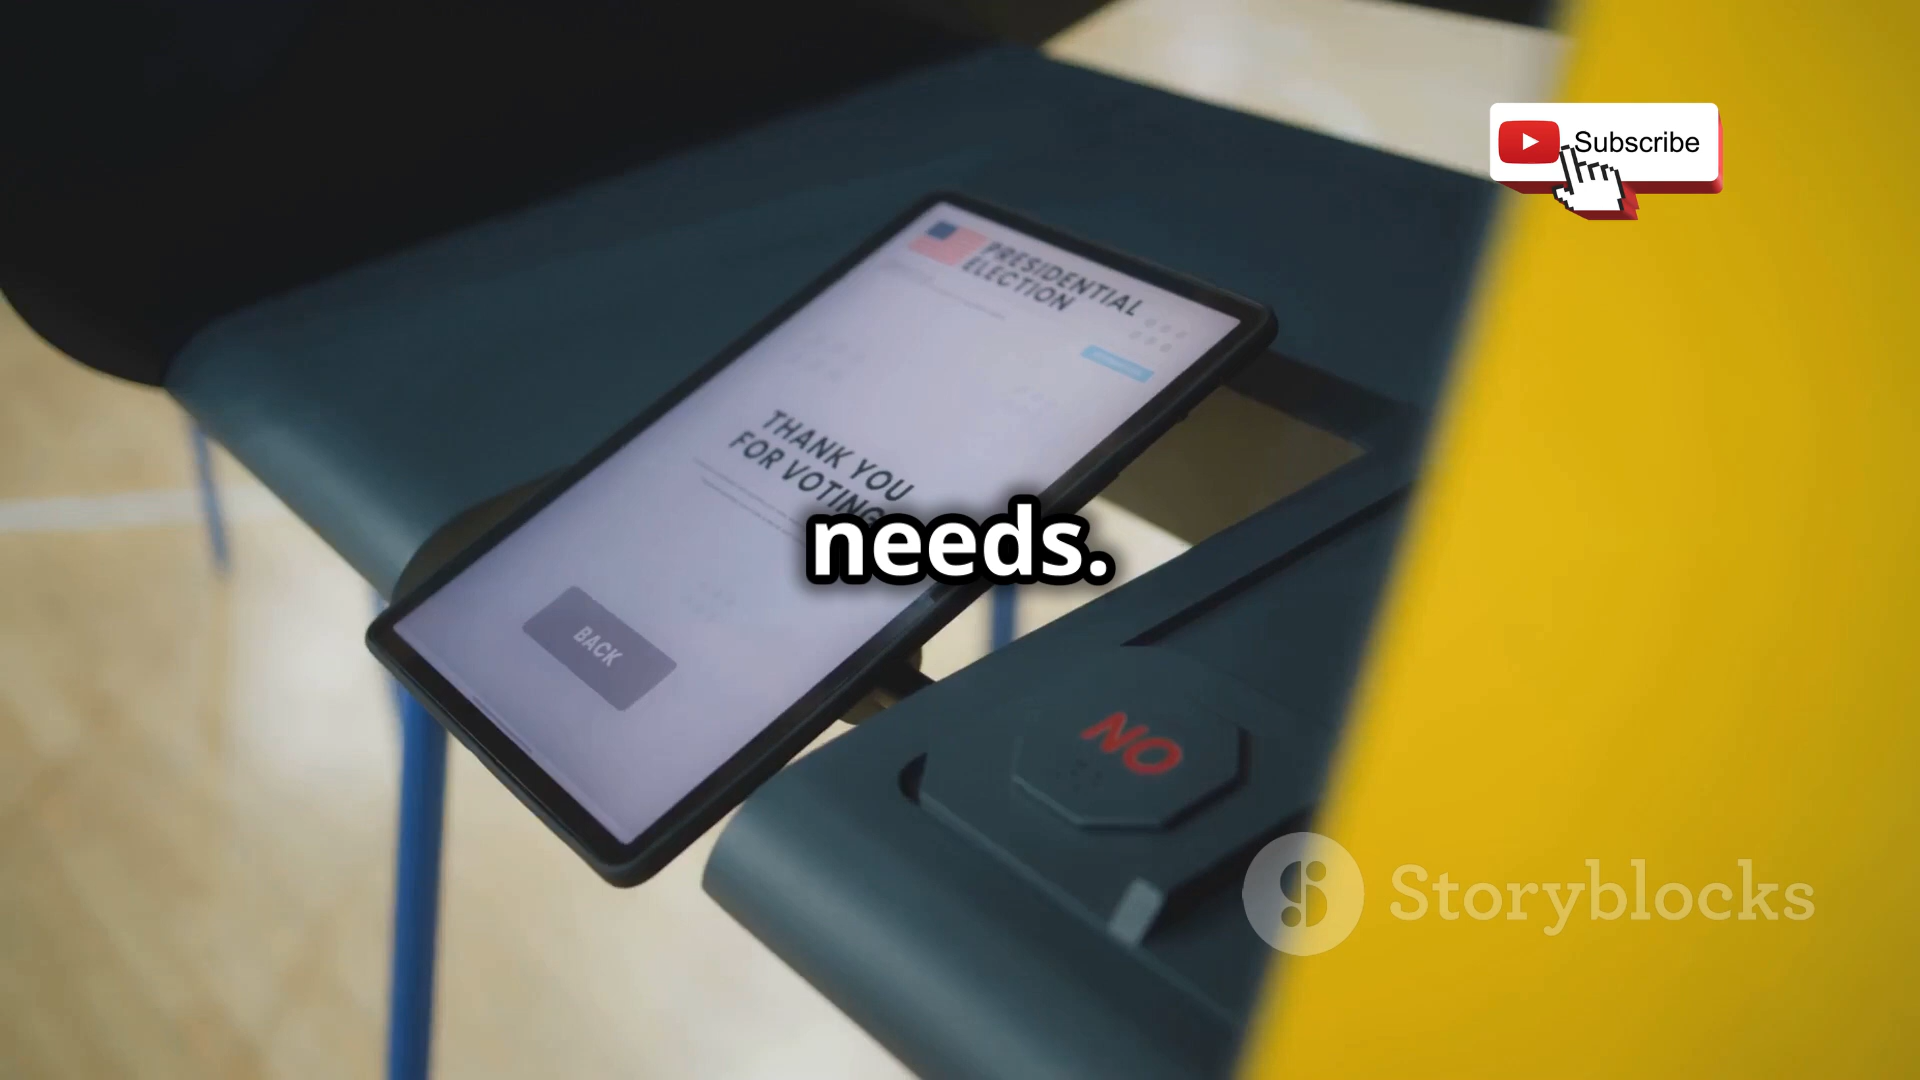 Subscribe
PRESIDENTIAL
ELECTION
THANK YOU
FOR VOTING
needs.
BACK
NO
Storyblocks